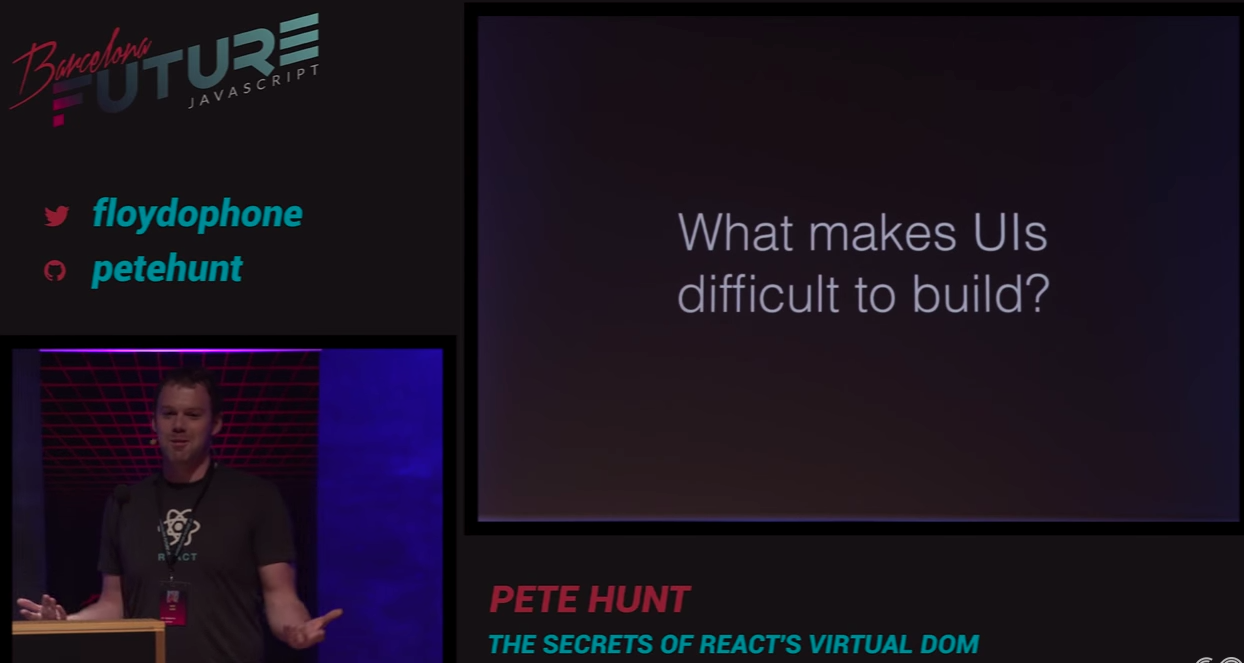 Barcelona
FUTURE
JAVASCRIPT
floydophone
petehunt
What makes UIs
difficult to build?
REACT
PETE HUNT
THE SECRETS OF REACT'S VIRTUAL DOM